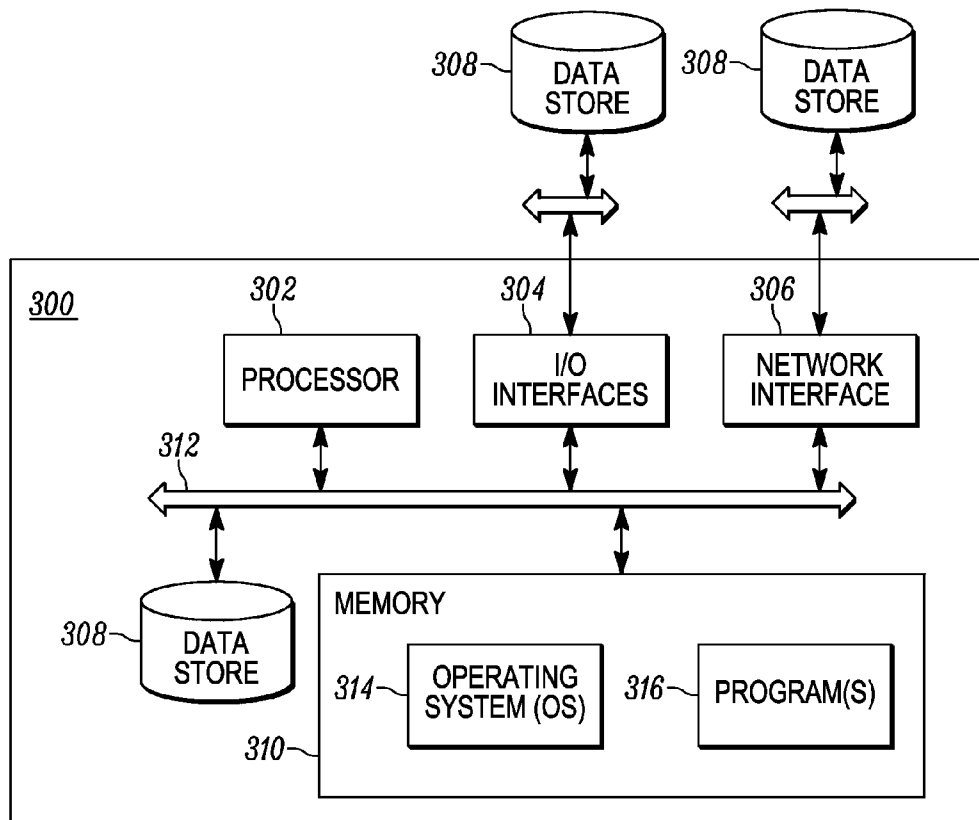 308
DATA
STORE
308
DATA
STORE
300
302
PROCESSOR
304
I/O
INTERFACES
306
NETWORK
INTERFACE
312
308
DATA
STORE
MEMORY
314
OPERATING
SYSTEM (OS)
316
PROGRAM(S)
310